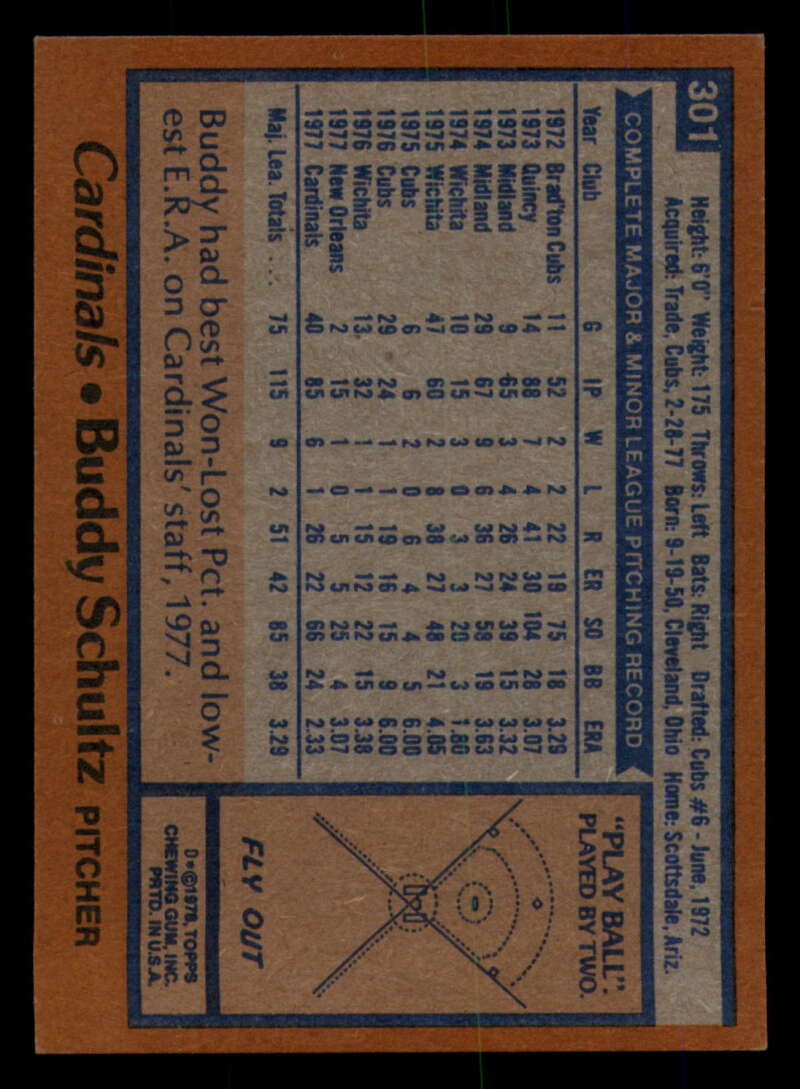 301
Height: 6'0" Weight: 175 Throws: Left Bats: Right Drafted: Cubs #6 - June, 1972
Acquired: Trade, Cubs, 2-28-77 Born: 9-19-50, Cleveland, Ohio Home: Scottsdale, Ariz.
COMPLETE MAJOR & MINOR LEAGUE PITCHING RECORD
Year Club G IP W L R ER SO BB ERA
1972 Brad'ton Cubs 11 52 2 2 22 19 75 18 3.29
1973 Quincy 14 88 7 4 41 30 104 28 3.07
1973 Midland 9 65 3 4 26 24 39 15 3.32
1974 Midland 29 67 9 6 36 27 58 19 3.63
1974 Wichita 10 15 3 0 3 3 20 3 1.80
1975 Wichita 47 60 2 8 38 27 48 21 4.05
1975 Cubs 6 6 2 0 6 4 4 5 6.00
1976 Cubs 29 24 1 1 19 16 15 9 6.00
1976 Wichita 13 32 1 1 15 12 22 15 3.38
1977 New Orleans 2 15 1 0 5 5 25 4 3.07
1977 Cardinals 40 85 6 1 26 22 66 24 2.33
Maj. Lea. Totals ... 75 115 9 2 51 42 85 38 3.29
Buddy had best Won-Lost Pct. and low-
est E.R.A. on Cardinals' staff, 1977.
"PLAY BALL":
PLAYED BY TWO.
FLY OUT
D*©1978, TOPPS
CHEWING GUM, INC.
PRTD. IN U.S.A.
Cardinals • Buddy Schultz PITCHER